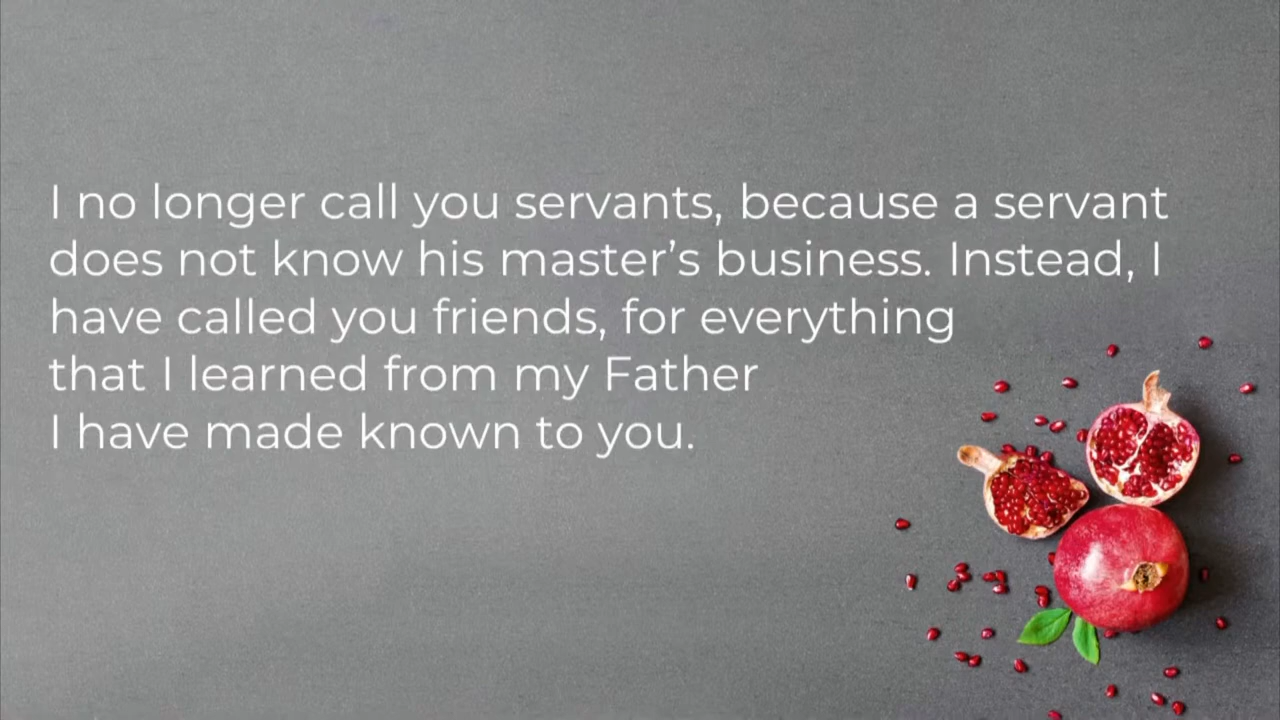 I no longer call you servants, because a servant
does not know his master’s business. Instead, I
have called you friends, for everything
that I learned from my Father
I have made known to you.